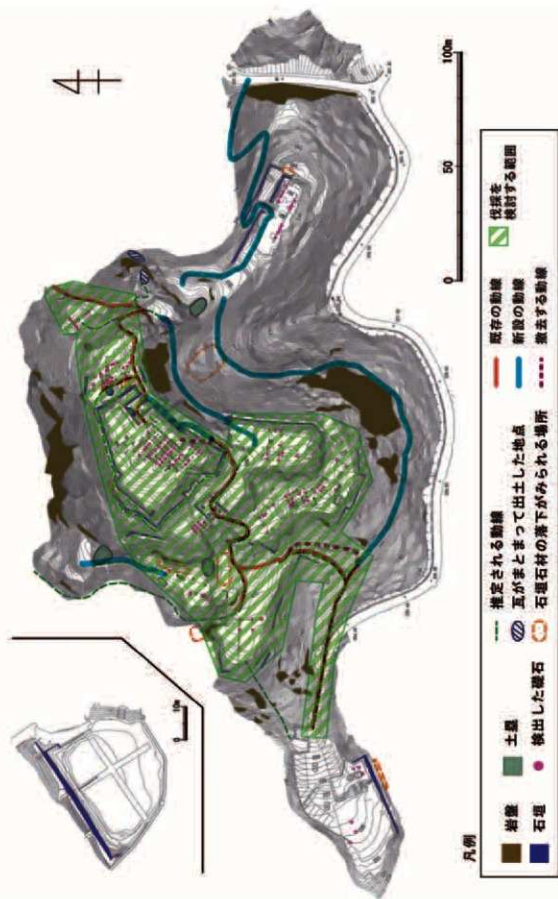 10m
0
凡例
岩盤
石垣
土塁
検出した礎石
推定される動線
瓦がまとまって出土した地点
石垣石材の落下がみられる場所
既存の動線
新設の動線
撤去する動線
伐採を
検討する範囲
0
50
100m